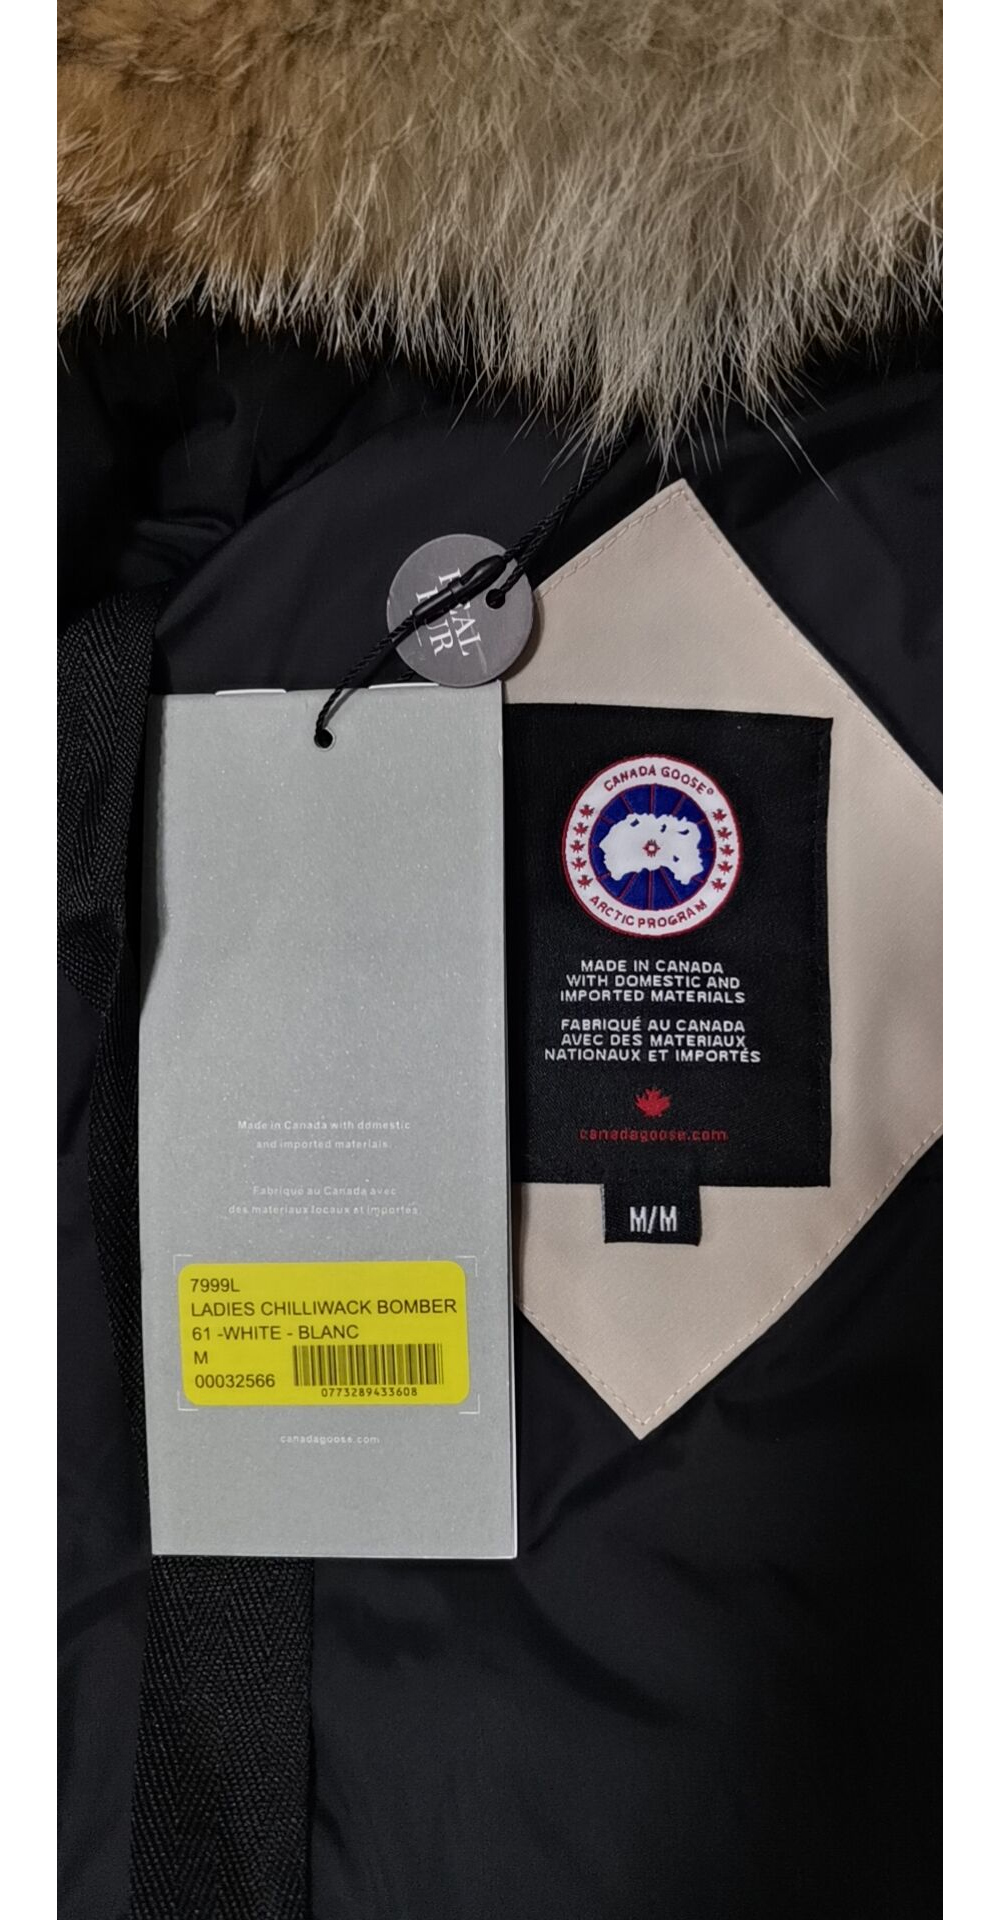 REAL
FUR
CANADA GOOSE®
ARCTIC PROGRAM
MADE IN CANADA
WITH DOMESTIC AND
IMPORTED MATERIALS
FABRIQUÉ AU CANADA
AVEC DES MATERIAUX
NATIONAUX ET IMPORTÉS
canadagoose.com
M/M
Made in Canada with domestic
and imported materials.
Fabriqué au Canada avec
des materiaux locaux et importés
7999L
LADIES CHILLIWACK BOMBER
61 -WHITE - BLANC
M
00032566
0773289433608
canadagoose.com